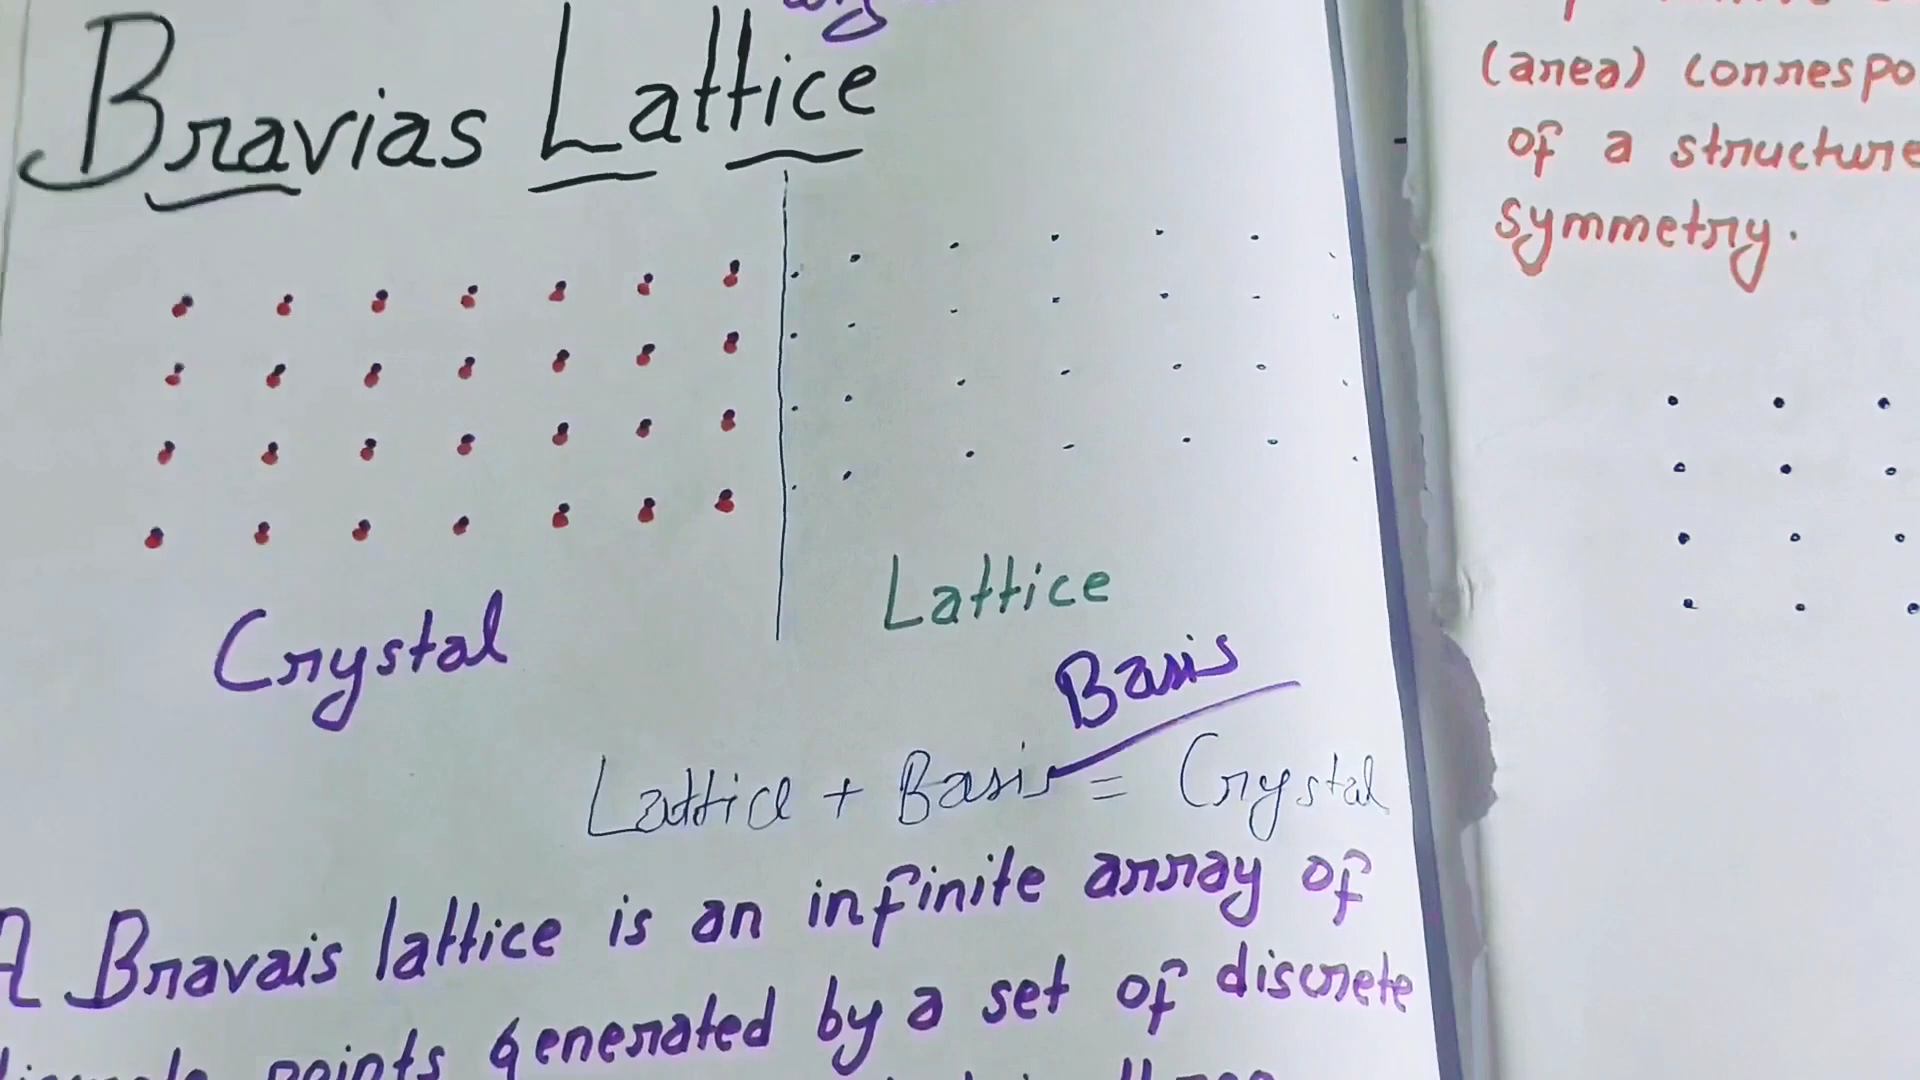 Bravias Lattice
Crystal
Lattice
Basis
Lattice + Basis = Crystal
A Bravais lattice is an infinite array of
points generated by a set of discrete
(area)
of a structure
symmetry.